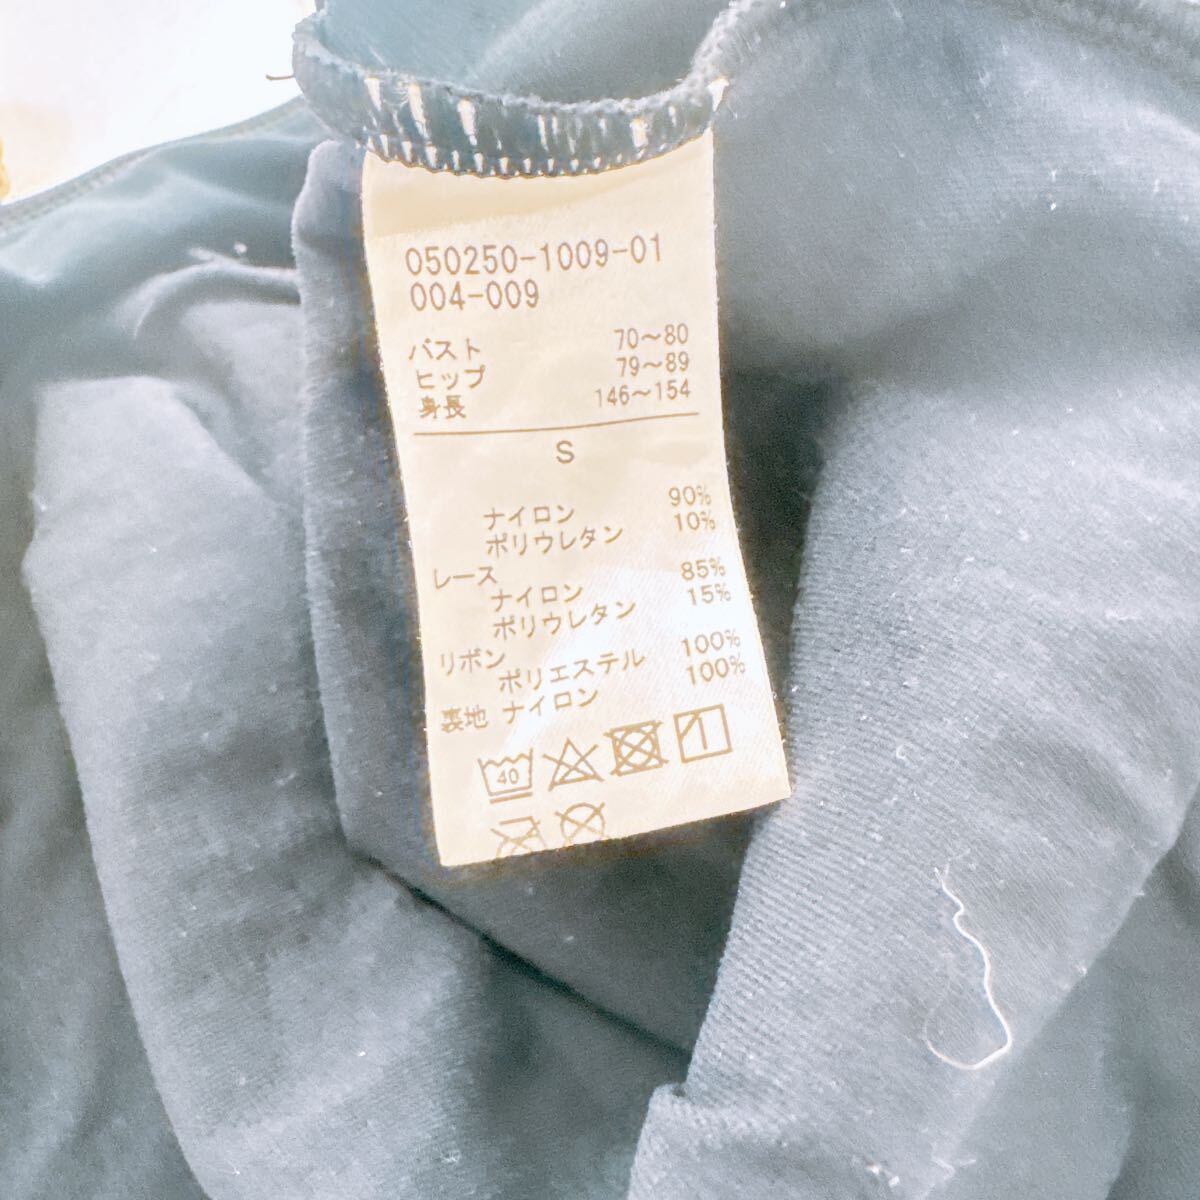 050250-1009-01
004-009
バスト 70～80
ヒップ 79～89
身長 146～154
S
ナイロン 90%
ポリウレタン 10%
レース
ナイロン 85%
ポリウレタン 15%
リボン
ポリエステル 100%
裏地 ナイロン 100%
40